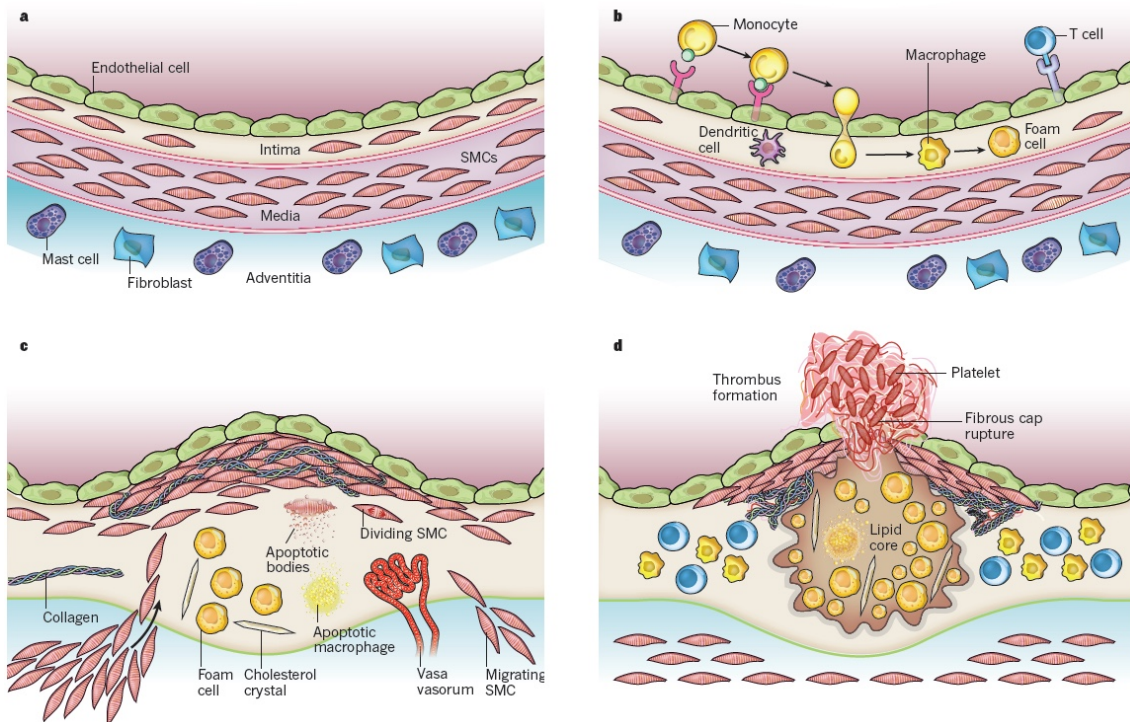 a
Endothelial cell
Intima
SMCs
Media
Mast cell
Fibroblast
Adventitia
b
Monocyte
T cell
Macrophage
Dendritic
cell
Foam
cell
c
Dividing SMC
Apoptotic
bodies
Collagen
Apoptotic
macrophage
Foam
cell
Cholesterol
crystal
Vasa
vasorum
Migrating
SMC
d
Thrombus
formation
Platelet
Fibrous cap
rupture
Lipid
core